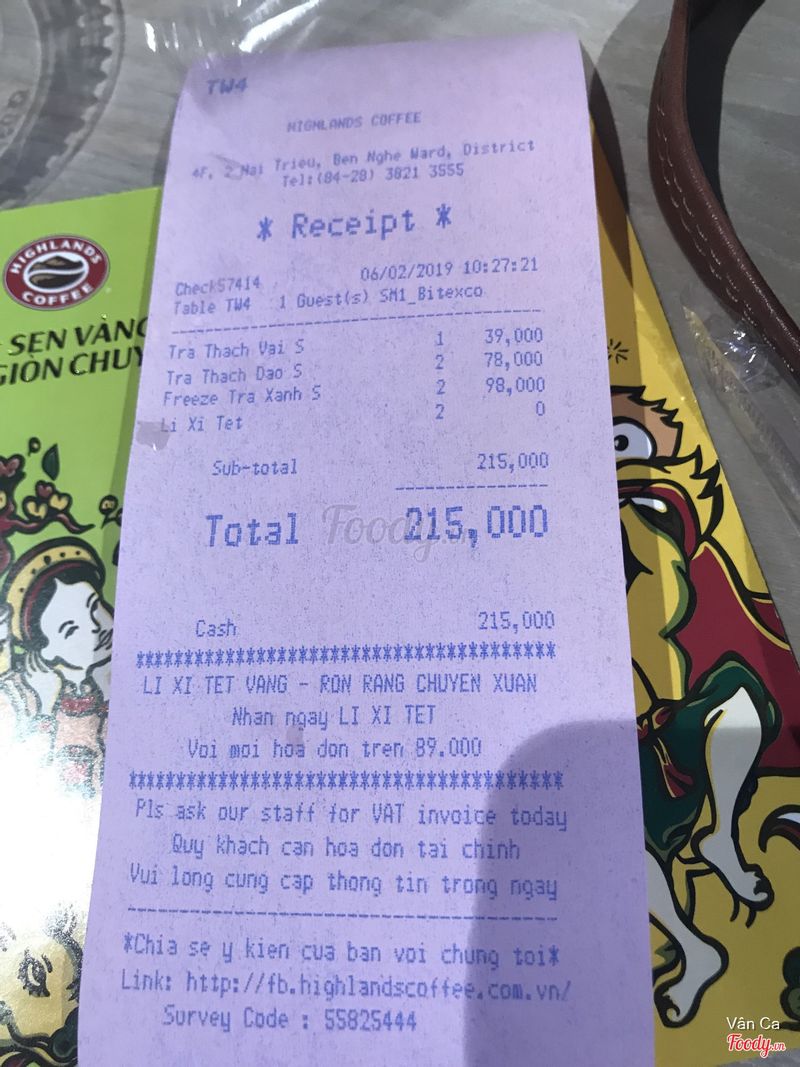 TW4
HIGHLANDS COFFEE
4F, 2 Hai Trieu, Ben Nghe Ward, District
Tel:(84-28) 3821 3555
* Receipt *
Check57414 06/02/2019 10:27:21
Table TW4 1 Guest(s) SM1_Bitexco
Tra Thach Vai S 1 39,000
Tra Thach Dao S 2 78,000
Freeze Tra Xanh S 2 98,000
Li Xi Tet 2 0
Sub-total 215,000
Total 215,000
Cash 215,000
LI XI TET VANG - RON RANG CHUYEN XUAN
Nhan ngay LI XI TET
Voi moi hoa don tren 89.000
Pls ask our staff for VAT invoice today
Quy khach can hoa don tai chinh
Vui long cung cap thong tin trong ngay
*Chia se y kien cua ban voi chung toi*
Link: http://fb.highlandscoffee.com.vn/
Survey Code : 55825444
HIGHLANDS
COFFEE
SEN VÀNG
GIÒN CHUY
Foody.vn
Vân Ca
Foody.vn